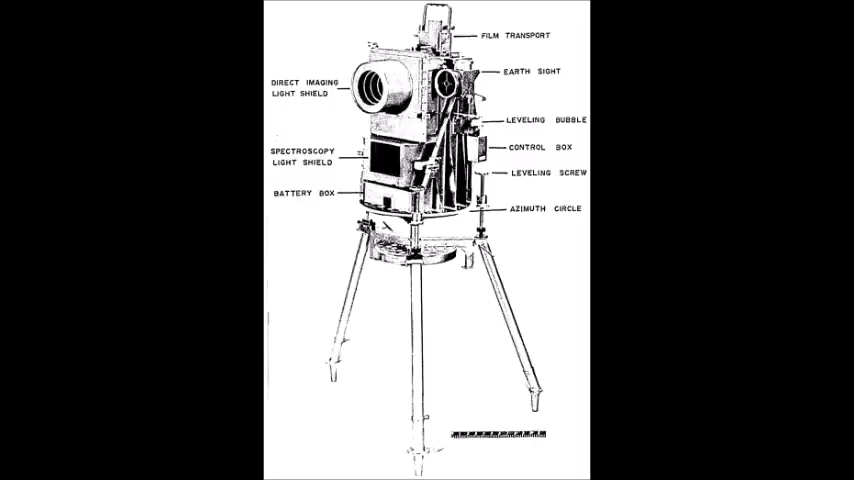 FILM TRANSPORT
EARTH SIGHT
DIRECT IMAGING
LIGHT SHIELD
LEVELING BUBBLE
CONTROL BOX
SPECTROSCOPY
LIGHT SHIELD
LEVELING SCREW
BATTERY BOX
AZIMUTH CIRCLE